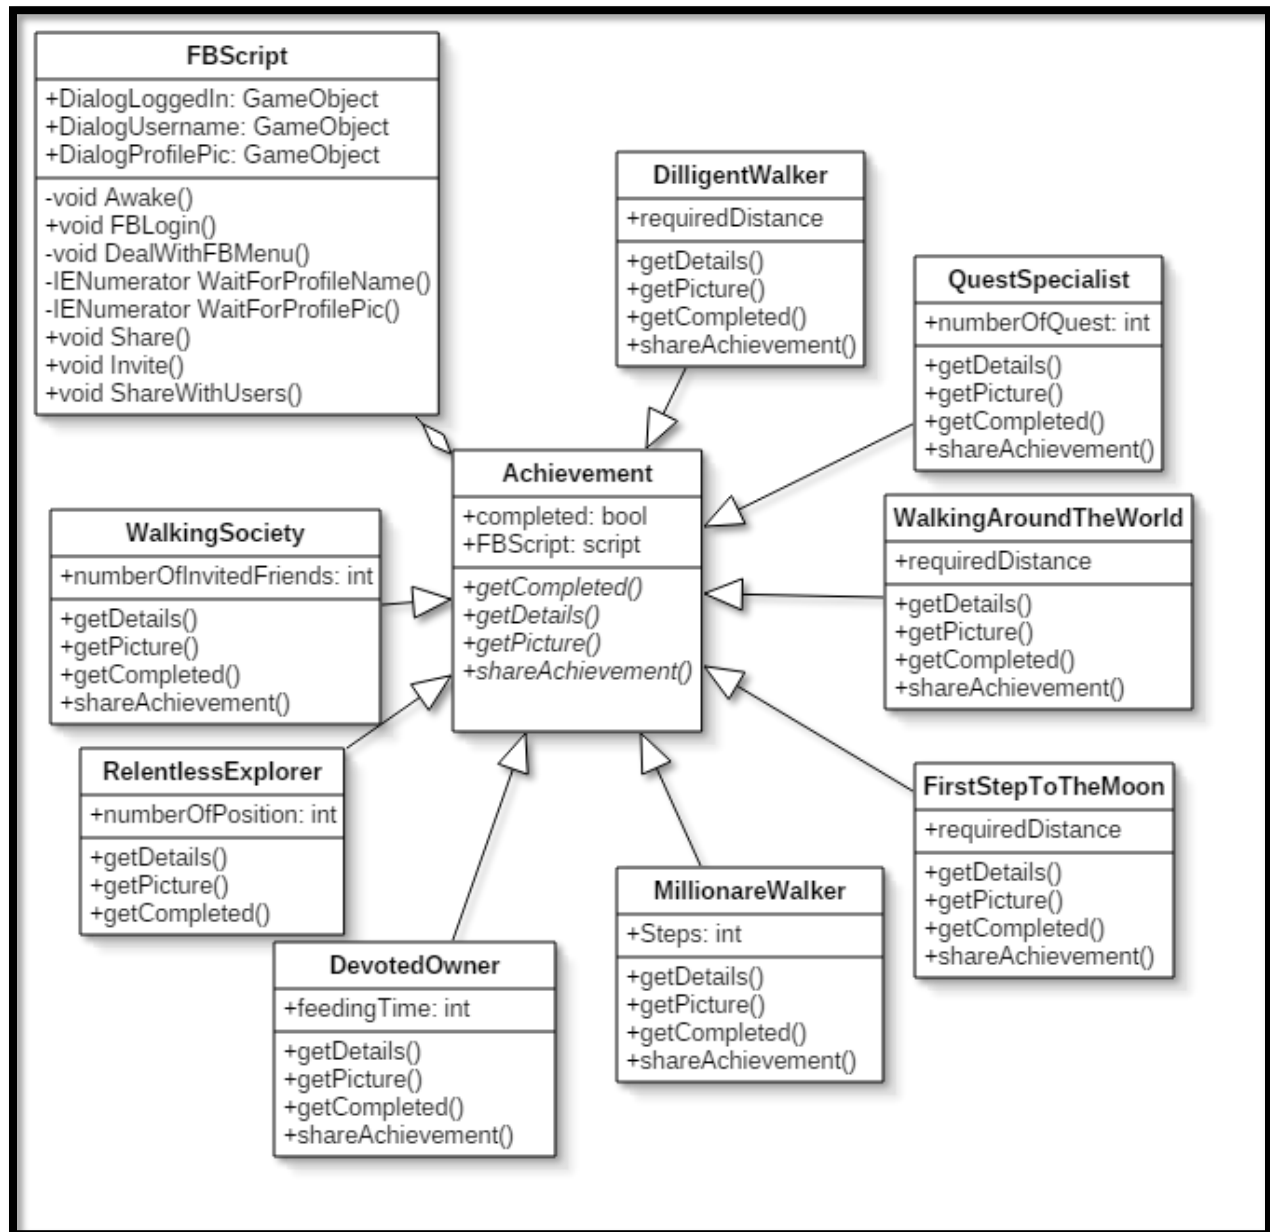 FBScript
+DialogLoggedIn: GameObject
+DialogUsername: GameObject
+DialogProfilePic: GameObject
-void Awake()
+void FBLogin()
-void DealWithFBMenu()
-IENumerator WaitForProfileName()
-IENumerator WaitForProfilePic()
+void Share()
+void Invite()
+void ShareWithUsers()
DilligentWalker
+requiredDistance
+getDetails()
+getPicture()
+getCompleted()
+shareAchievement()
QuestSpecialist
+numberOfQuest: int
+getDetails()
+getPicture()
+getCompleted()
+shareAchievement()
Achievement
+completed: bool
+FBScript: script
+getCompleted()
+getDetails()
+getPicture()
+shareAchievement()
WalkingSociety
+numberOfInvitedFriends: int
+getDetails()
+getPicture()
+getCompleted()
+shareAchievement()
WalkingAroundTheWorld
+requiredDistance
+getDetails()
+getPicture()
+getCompleted()
+shareAchievement()
RelentlessExplorer
+numberOfPosition: int
+getDetails()
+getPicture()
+getCompleted()
FirstStepToTheMoon
+requiredDistance
+getDetails()
+getPicture()
+getCompleted()
+shareAchievement()
MillionareWalker
+Steps: int
+getDetails()
+getPicture()
+getCompleted()
+shareAchievement()
DevotedOwner
+feedingTime: int
+getDetails()
+getPicture()
+getCompleted()
+shareAchievement()